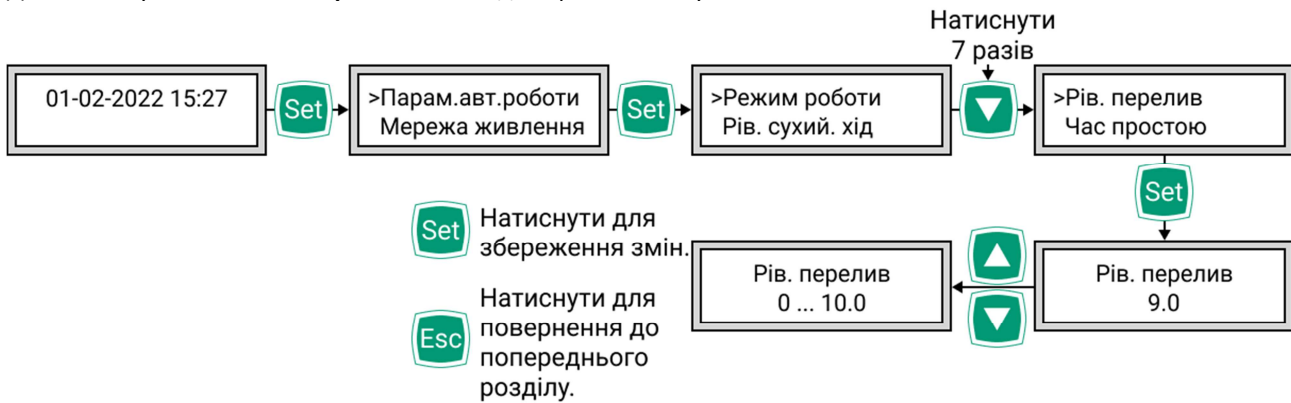 Натиснути
7 разів
01-02-2022 15:27
Set
>Парам.авт.роботи
Мережа живлення
Set
>Режим роботи
Рів. сухий. хід
>Рів. перелив
Час простою
Set
Set
Натиснути для
збереження змін.
Рів. перелив
0 ... 10.0
Рів. перелив
9.0
Esc
Натиснути для
повернення до
попереднього
розділу.